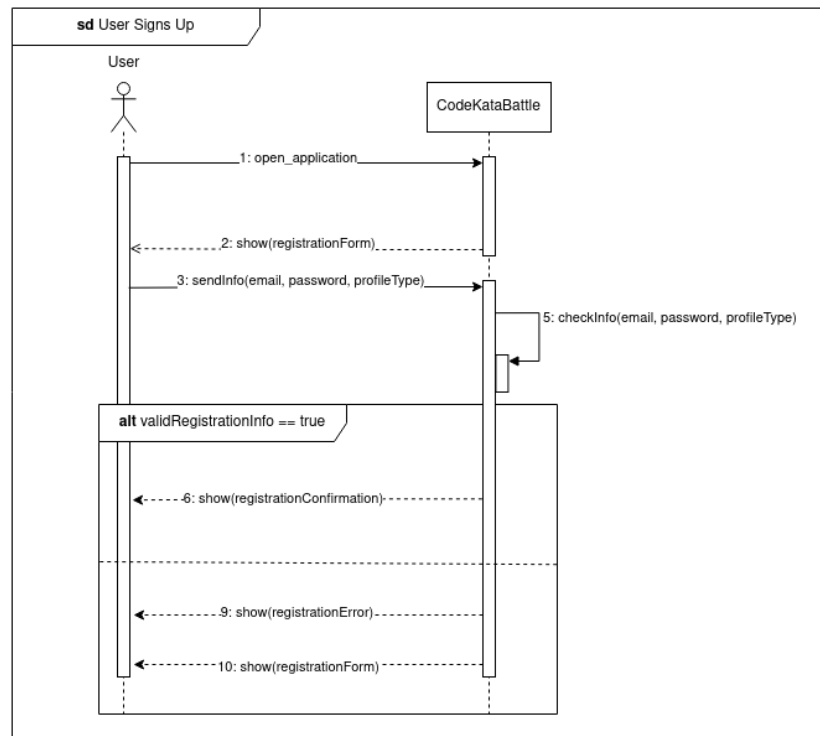 sd User Signs Up
User
CodeKataBattle
1: open_application
2: show(registrationForm)
3: sendInfo(email, password, profileType)
5: checkInfo(email, password, profileType)
alt validRegistrationInfo == true
6: show(registrationConfirmation)
9: show(registrationError)
10: show(registrationForm)